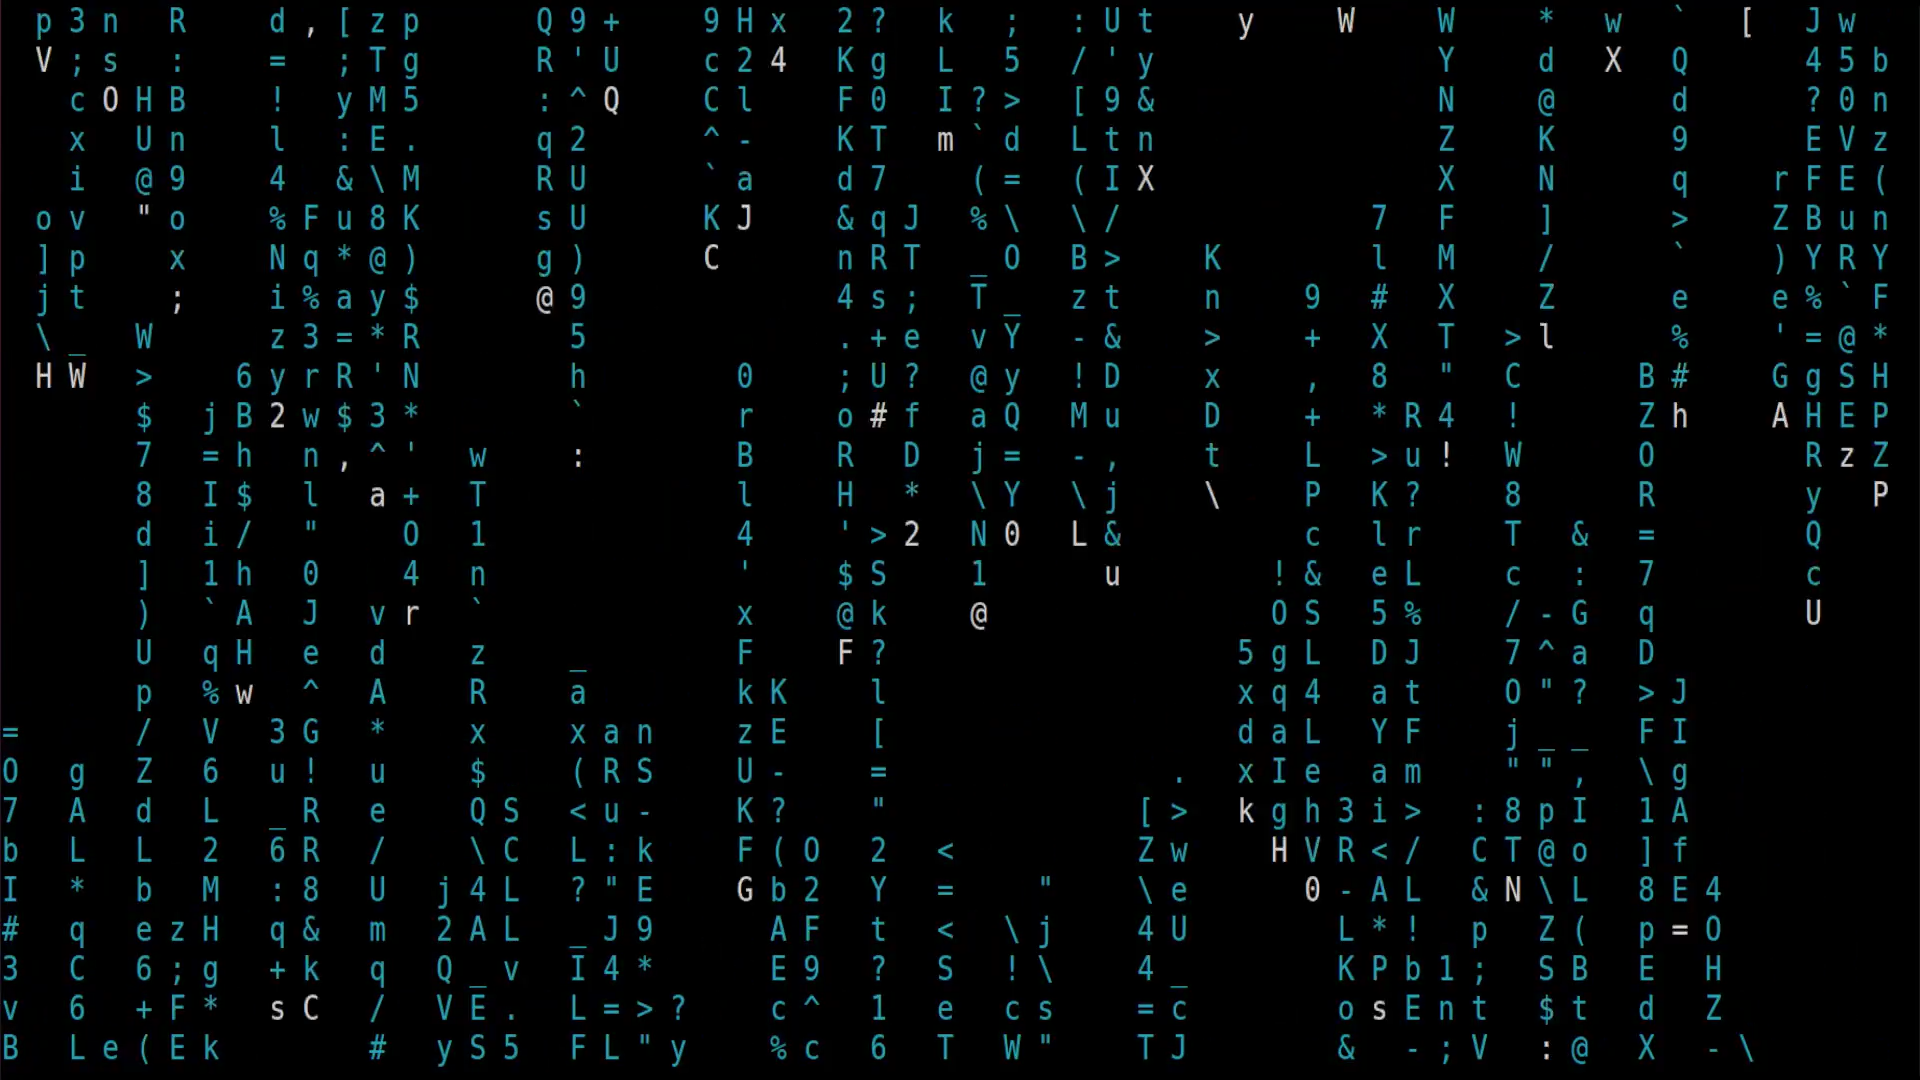 p 3 n R d , [ z p Q 9 + 9 H x 2 ? k ; : U t y W W * w ` [ J w
V ; s : = ; T g R ' U c 2 4 K g L 5 / ' y Y d X Q 4 5 b
c O H B ! y M 5 : ^ Q C l F 0 I ? > [ 9 & N @ d ? 0 n
x U n l : E . q 2 ^ - K T m ` d L t n Z K 9 E V z
i @ 9 4 & \ M R U ` a d 7 ( = ( I X X N q r F E (
o v " o % F u 8 K s U K J & q J % \ \ / 7 F ] > Z B u n
] p x N q * @ ) g ) C n R T _ O B > K l M / ` ) Y R Y
j t ; i % a y $ @ 9 4 s ; T _ z t n 9 # X Z e e % ` F
\ _ W z 3 = * R 5 . + e v Y - & > + X T > l % ' = @ *
H W > 6 y r R ' N h 0 ; U ? @ y ! D x , 8 " C B # G g S H
$ j B 2 w $ 3 * ` r o # f a Q M u D + * R 4 ! Z h A H E P
7 = h n , ^ ' w : B R D j = - , t L > u ! W O R z Z
8 I $ l a + T l H * \ Y \ j \ P K ? 8 R y P
d i / " O 1 4 ' > 2 N 0 L & c l r T & = Q
] 1 h 0 4 n ' $ S 1 u ! & e L c : 7 c
) ` A J v r ` x @ k @ O S 5 % / - G q U
U q H e d z _ F F ? 5 g L D J 7 ^ a D
p % w ^ A R a k K l x q 4 a t O " ? > J
= / V 3 G * x x a n z E [ d a L Y F j _ _ F I
O g Z 6 u ! u $ ( R S U - = . x I e a m " " , \ g
7 A d L _ R e Q S < u - K ? " [ > k g h 3 i > : 8 p I 1 A
b L L 2 6 R / \ C L : k F ( O 2 < Z w H V R < / C T @ o ] f
I * b M : 8 U j 4 L ? " E G b 2 Y = " \ e 0 - A L & N \ L 8 E 4
# q e z H q & m 2 A L _ J 9 A F t < \ j 4 U L * ! p Z ( p = O
3 C 6 ; g + k q Q _ v I 4 * E 9 ? S ! \ 4 _ K P b 1 ; S B E H
v 6 + F * s C / V E . L = > ? c ^ 1 e c s = c o s E n t $ t d Z
B L e ( E k # y S 5 F L " y % c 6 T W " T J & - ; V : @ X - \